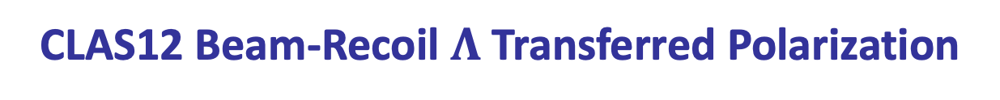 CLAS12 Beam-Recoil Λ Transferred Polarization